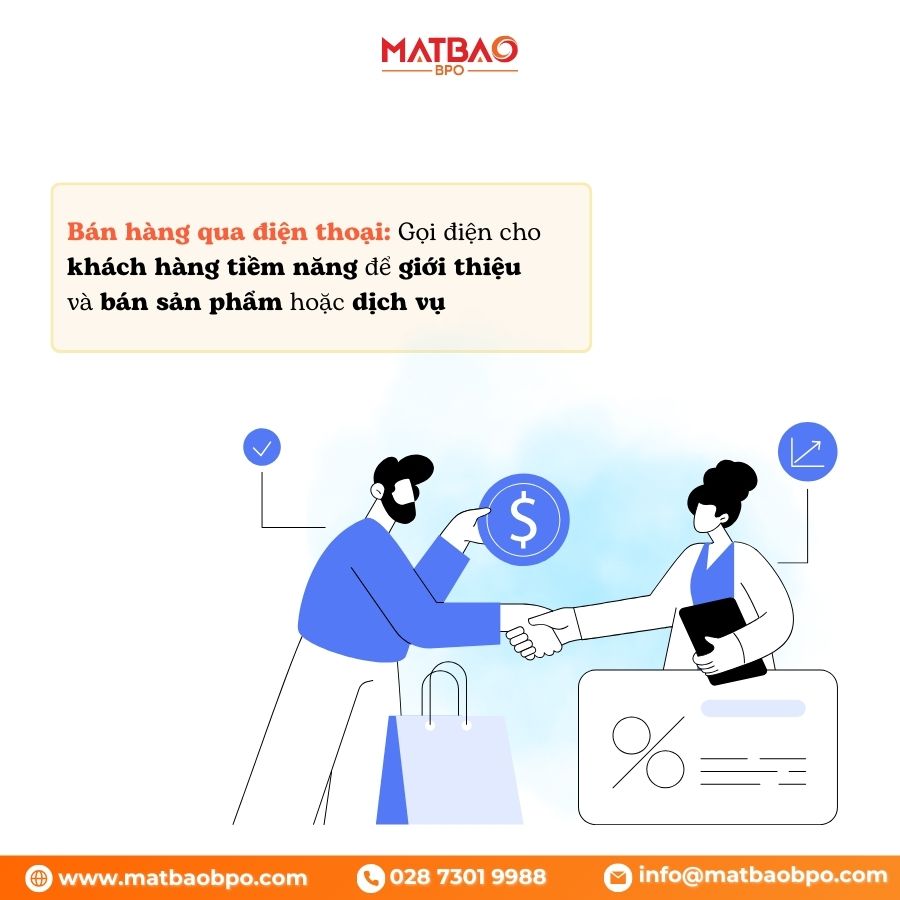 MATBAO
BPO
Bán hàng qua điện thoại: Gọi điện cho
khách hàng tiềm năng để giới thiệu
và bán sản phẩm hoặc dịch vụ
$
%
www.matbaobpo.com
028 7301 9988
info@matbaobpo.com